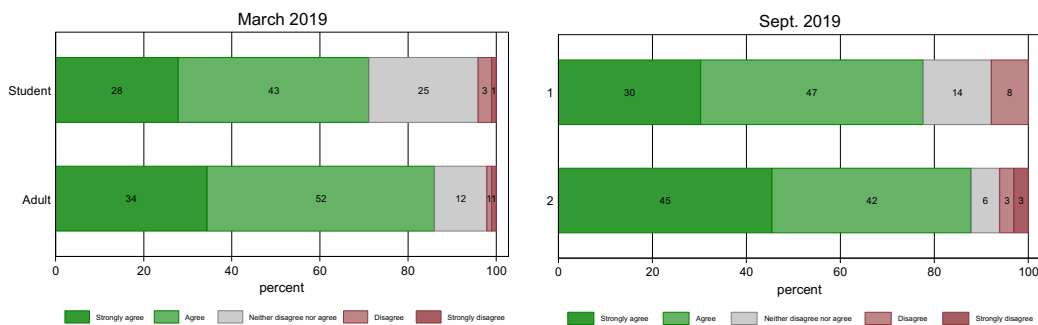 March 2019
Student
28 43 25 3 1
Adult
34 52 12 1 1
0 20 40 60 80 100
percent
Strongly agree Agree Neither disagree nor agree Disagree Strongly disagree
Sept. 2019
1
30 47 14 8
2
45 42 6 3 3
0 20 40 60 80 100
percent
Strongly agree Agree Neither disagree nor agree Disagree Strongly disagree